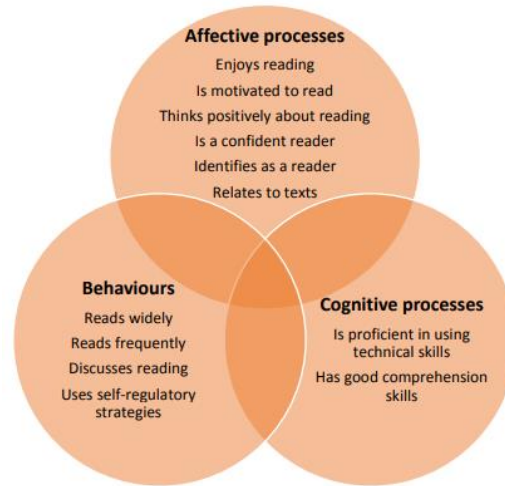 Affective processes
Enjoys reading
Is motivated to read
Thinks positively about reading
Is a confident reader
Identifies as a reader
Relates to texts
Behaviours
Reads widely
Reads frequently
Discusses reading
Uses self-regulatory
strategies
Cognitive processes
Is proficient in using
technical skills
Has good comprehension
skills